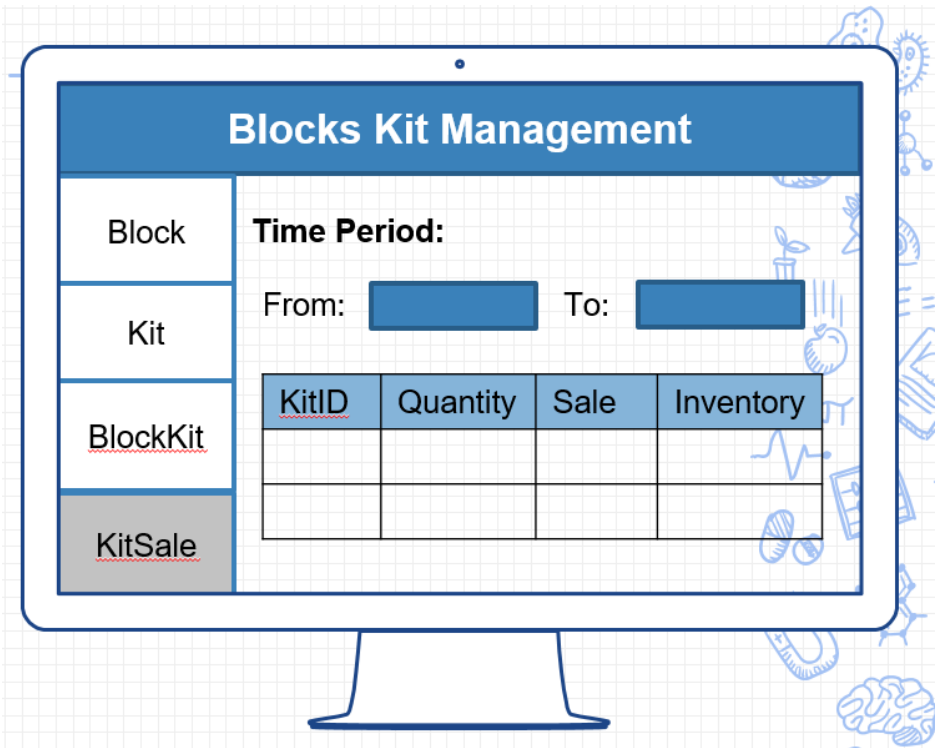 Blocks Kit Management
Block
Kit
BlockKit
KitSale
Time Period:
From: To:
KitID Quantity Sale Inventory